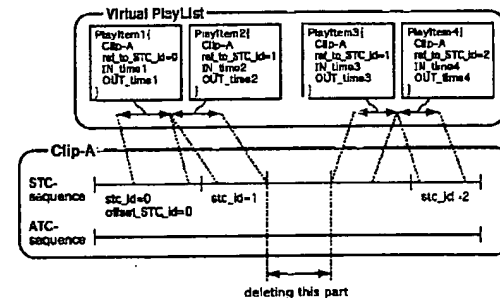 Virtual PlayList
PlayItem1{
Clip-A
ref_to_STC_id=0
IN_time1
OUT_time1
}
PlayItem2{
Clip-A
ref_to_STC_id=1
IN_time2
OUT_time2
}
PlayItem3{
Clip-A
ref_to_STC_id=1
IN_time3
OUT_time3
}
PlayItem4{
Clip-A
ref_to_STC_id=2
IN_time4
OUT_time4
}
Clip-A
STC-
sequence
stc_id=0
offset_STC_id=0
stc_id=1
stc_id=2
ATC-
sequence
deleting this part